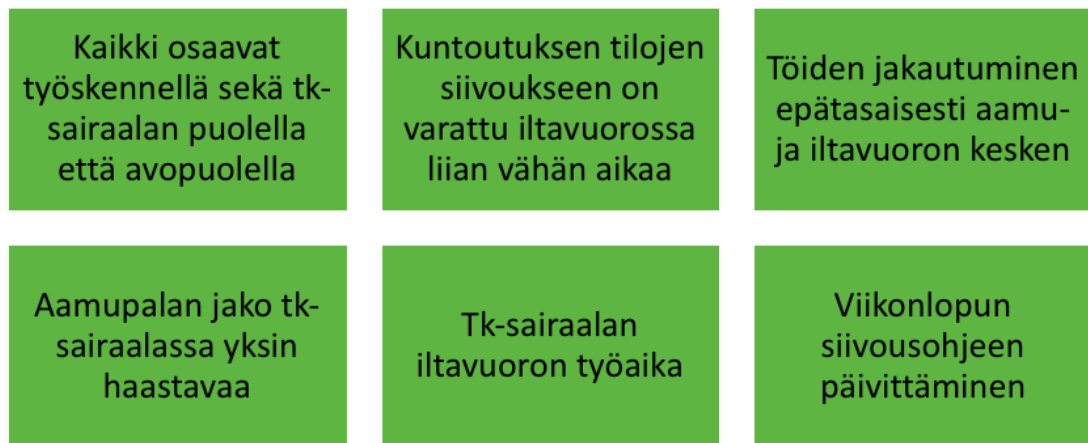 Kaikki osaavat
työskennellä sekä tk-
sairaalan puolella
että avopuolella
Kuntoutuksen tilojen
siivoukseen on
varattu iltavuorossa
liian vähän aikaa
Töiden jakautuminen
epätasaisesti aamu-
ja iltavuoron kesken
Aamupalan jako tk-
sairaalassa yksin
haastavaa
Tk-sairaalan
iltavuoron työaika
Viikonlopun
siivousohjeen
päivittäminen